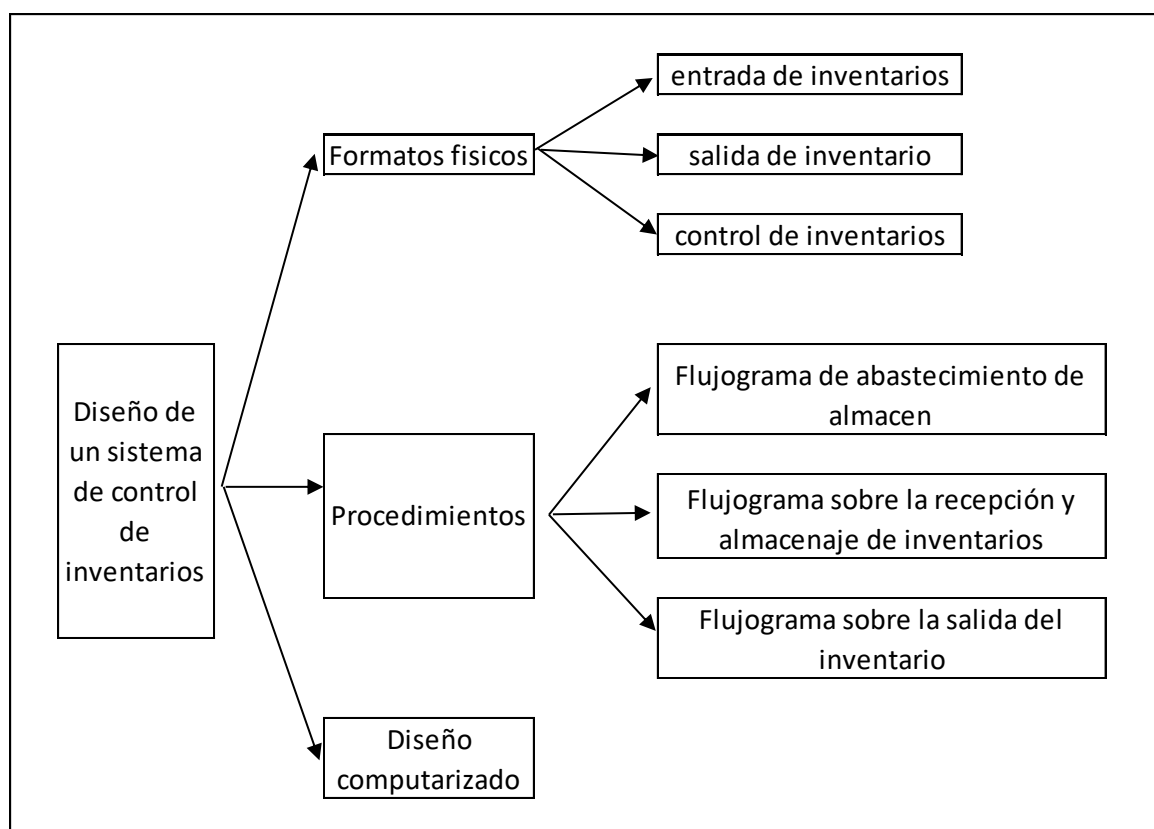 entrada de inventarios
Formatos fisicos
salida de inventario
control de inventarios
Diseño de
un sistema
de control
de
inventarios
Procedimientos
Flujograma de abastecimiento de
almacen
Flujograma sobre la recepción y
almacenaje de inventarios
Flujograma sobre la salida del
inventario
Diseño
computarizado